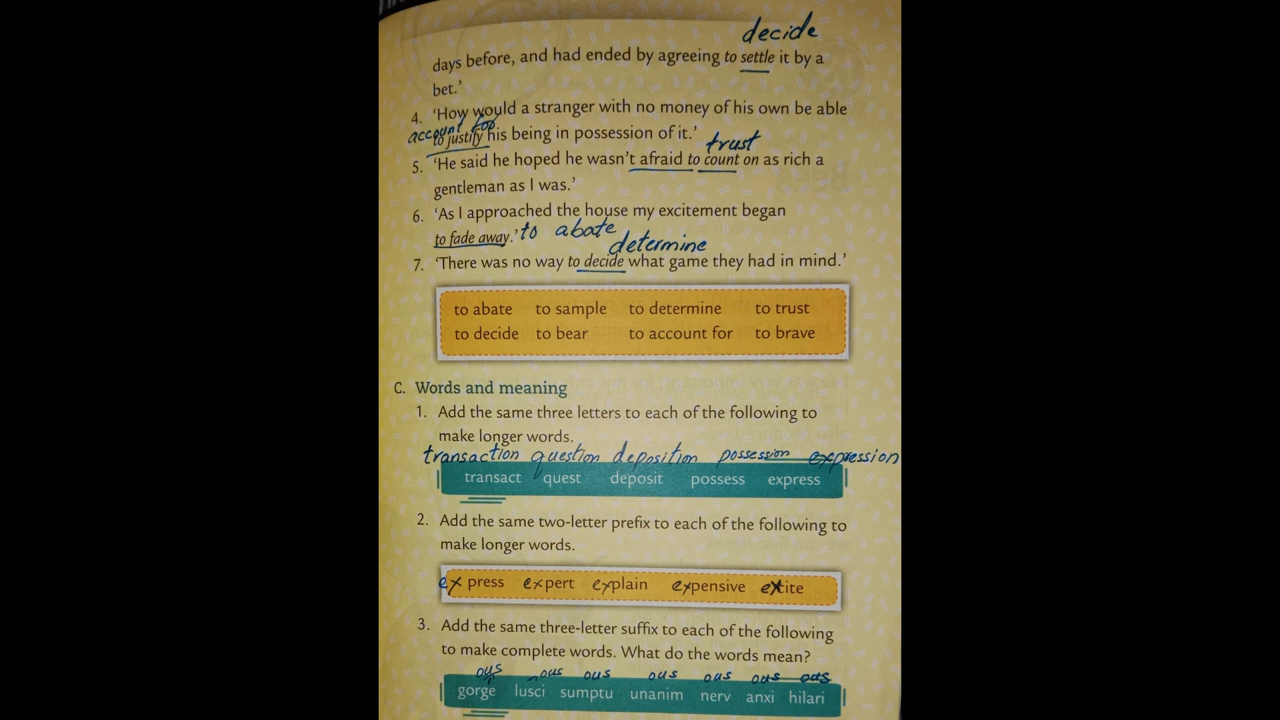 decide
days before, and had ended by agreeing to settle it by a
bet.'
4. 'How would a stranger with no money of his own be able
account for
to justify his being in possession of it.'
trust
5. 'He said he hoped he wasn't afraid to count on as rich a
gentleman as I was.'
6. 'As I approached the house my excitement began
to fade away.' to abate
determine
7. 'There was no way to decide what game they had in mind.'
to abate to sample to determine to trust
to decide to bear to account for to brave
C. Words and meaning
1. Add the same three letters to each of the following to
make longer words.
transaction question deposition possession expression
transact quest deposit possess express
2. Add the same two-letter prefix to each of the following to
make longer words.
ex press expert explain expensive excite
3. Add the same three-letter suffix to each of the following
to make complete words. What do the words mean?
ous ous ous ous ous ous ous
gorge lusci sumptu unanim nerv anxi hilari